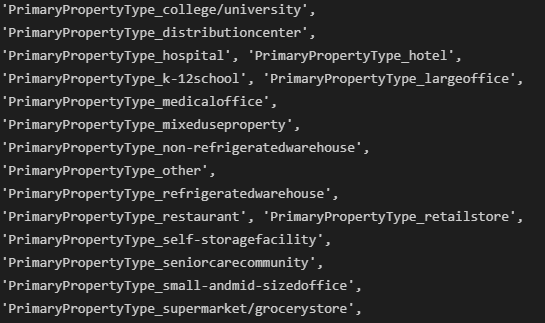 'PrimaryPropertyType_college/university',
'PrimaryPropertyType_distributioncenter',
'PrimaryPropertyType_hospital', 'PrimaryPropertyType_hotel',
'PrimaryPropertyType_k-12school', 'PrimaryPropertyType_largeoffice',
'PrimaryPropertyType_medicaloffice',
'PrimaryPropertyType_mixeduseproperty',
'PrimaryPropertyType_non-refrigeratedwarehouse',
'PrimaryPropertyType_other',
'PrimaryPropertyType_refrigeratedwarehouse',
'PrimaryPropertyType_restaurant', 'PrimaryPropertyType_retailstore',
'PrimaryPropertyType_self-storagefacility',
'PrimaryPropertyType_seniorcarecommunity',
'PrimaryPropertyType_small-andmid-sizedoffice',
'PrimaryPropertyType_supermarket/grocerystore',